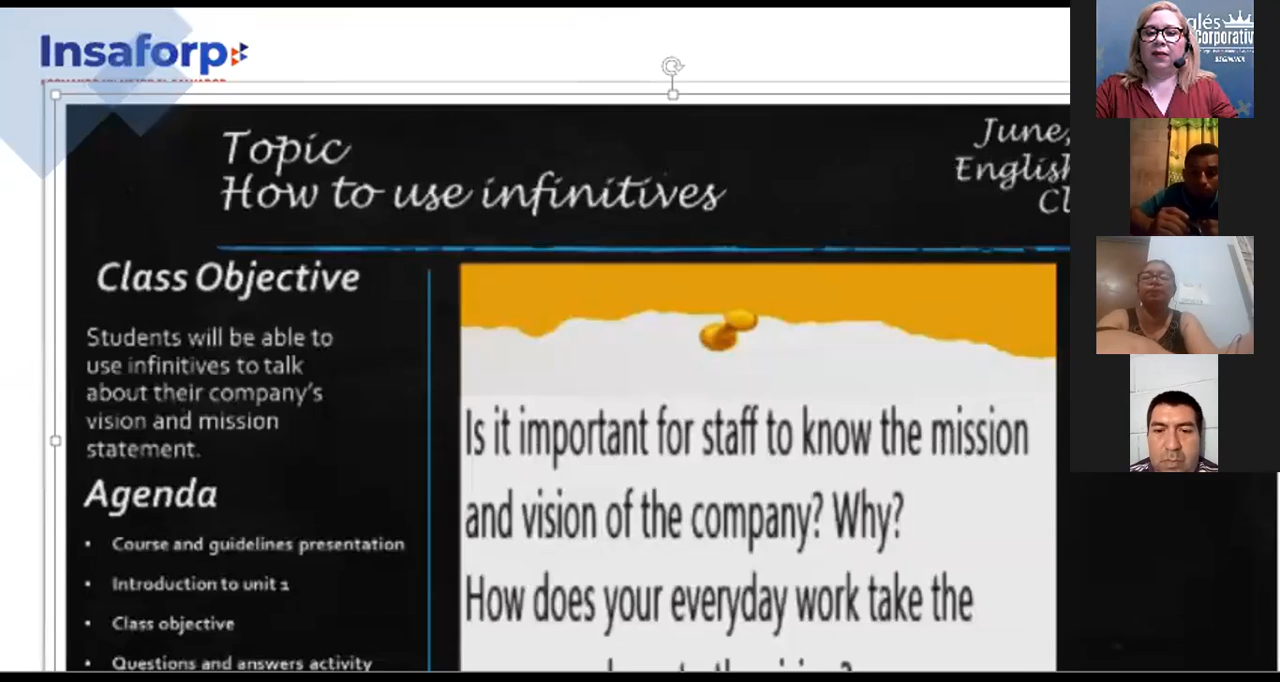 Insaforp
Topic
How to use infinitives
June,
English
Cl
Class Objective
Students will be able to
use infinitives to talk
about their company's
vision and mission
statement.
Agenda
• Course and guidelines presentation
• Introduction to unit 1
• Class objective
• Questions and answers activity
Is it important for staff to know the mission
and vision of the company? Why?
How does your everyday work take the
glés
Corporativ